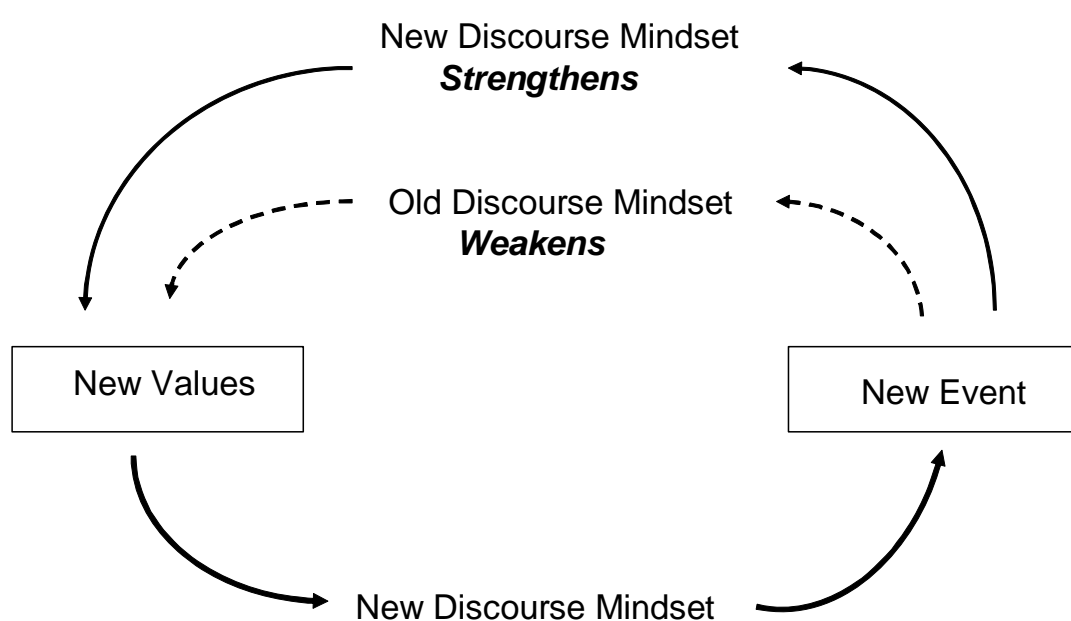 New Discourse Mindset
Strengthens
Old Discourse Mindset
Weakens
New Values
New Event
New Discourse Mindset